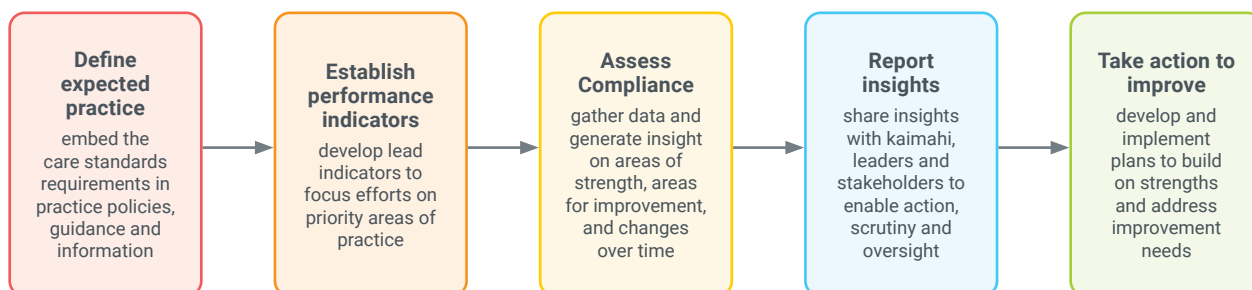 Define
expected
practice
embed the
care standards
requirements in
practice policies,
guidance and
information
Establish
performance
indicators
develop lead
indicators to
focus efforts on
priority areas of
practice
Assess
Compliance
gather data and
generate insight
on areas of
strength, areas
for improvement,
and changes
over time
Report
insights
share insights
with kaimahi,
leaders and
stakeholders to
enable action,
scrutiny and
oversight
Take action to
improve
develop and
implement
plans to build
on strengths
and address
improvement
needs